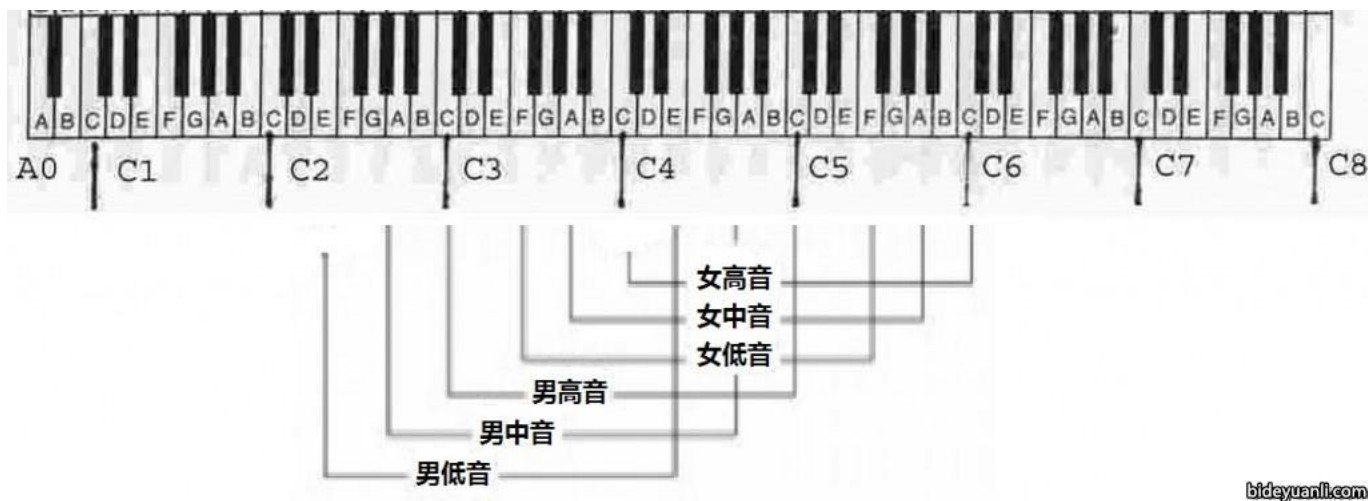 A B C D E F G A B C D E F G A B C D E F G A B C D E F G A B C D E F G A B C D E F G A B C D E F G A B C
A0 C1 C2 C3 C4 C5 C6 C7 C8
女高音
女中音
女低音
男高音
男中音
男低音
bideyuanli.com